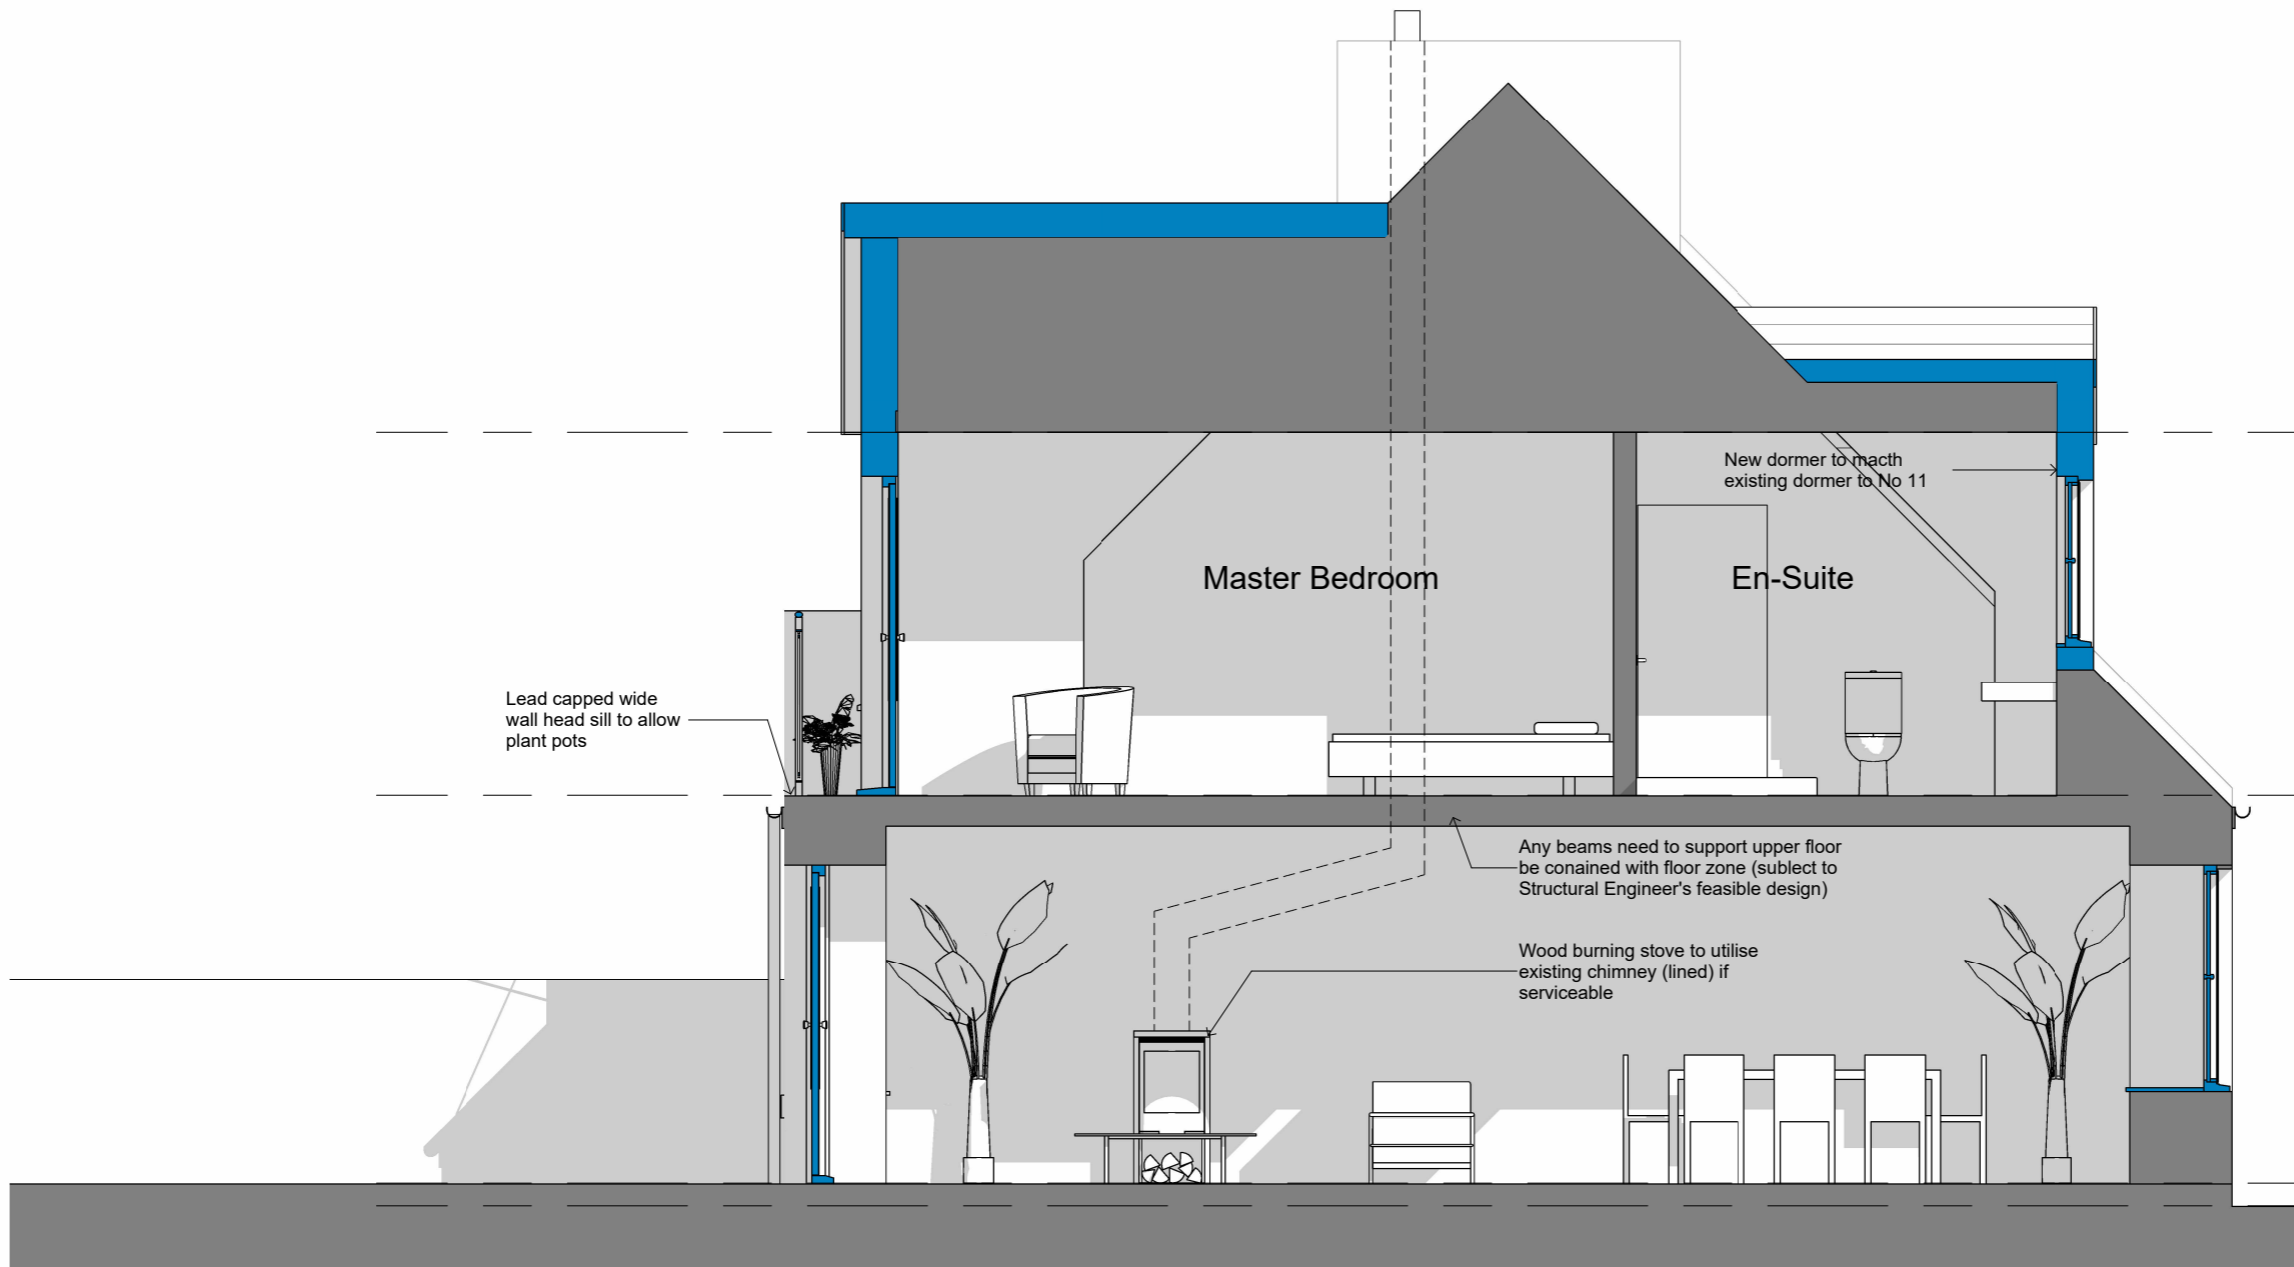 New dormer to macth
existing dormer to No 11
Master Bedroom
En-Suite
Lead capped wide
wall head sill to allow
plant pots
Any beams need to support upper floor
be conained with floor zone (sublect to
Structural Engineer's feasible design)
Wood burning stove to utilise
existing chimney (lined) if
serviceable